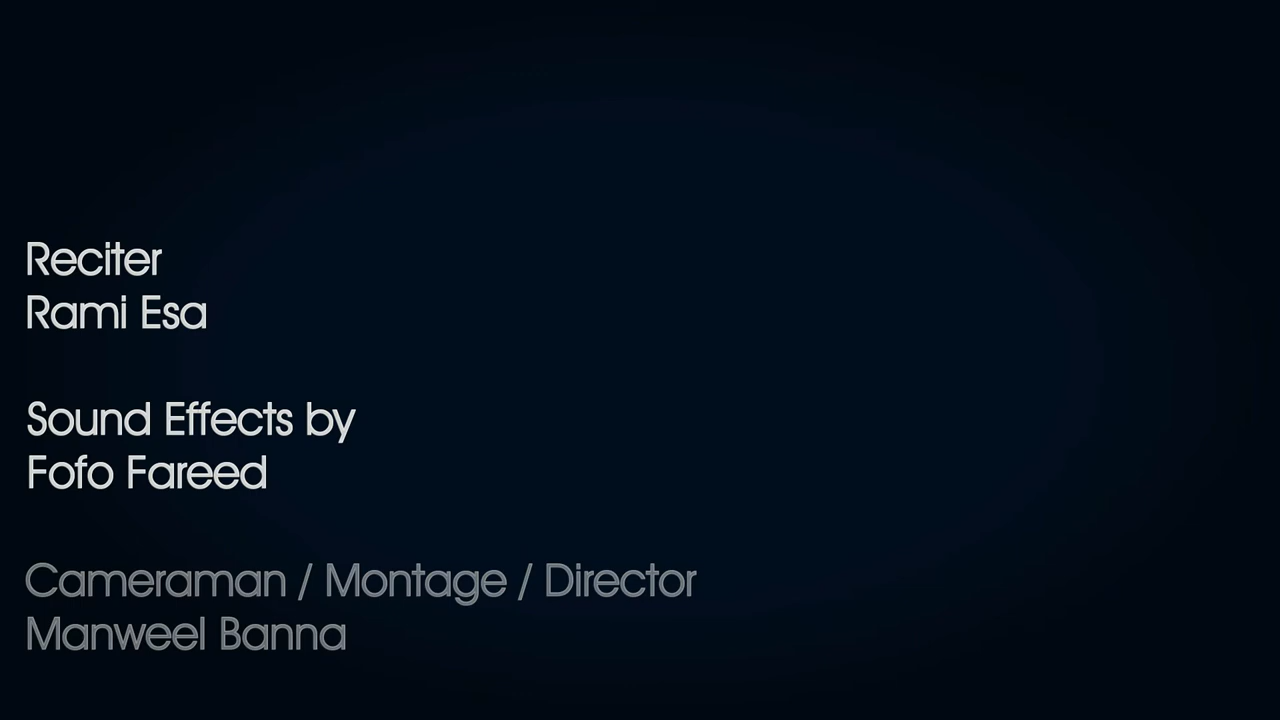 Reciter
Rami Esa
Sound Effects by
Fofo Fareed
Cameraman / Montage / Director
Manweel Banna